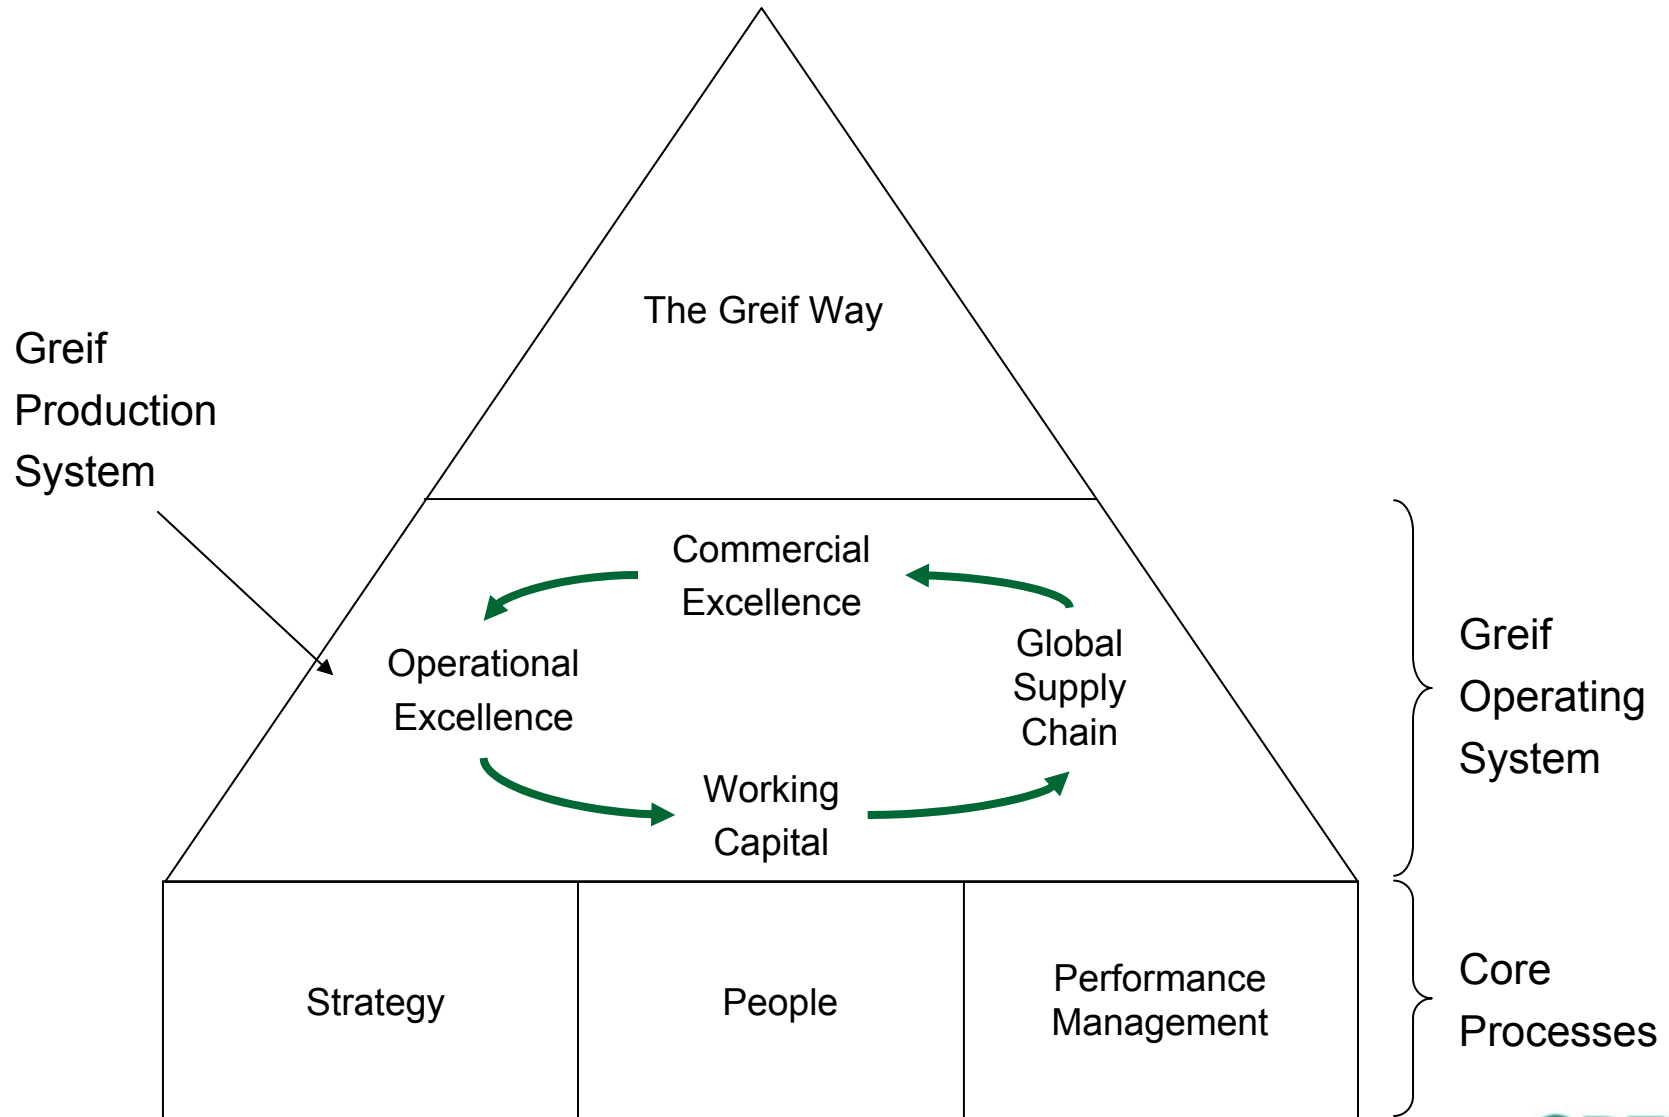 The Greif Way
Greif
Production
System
Commercial
Excellence
Operational
Excellence
Global
Supply
Chain
Working
Capital
Greif
Operating
System
Strategy
People
Performance
Management
Core
Processes